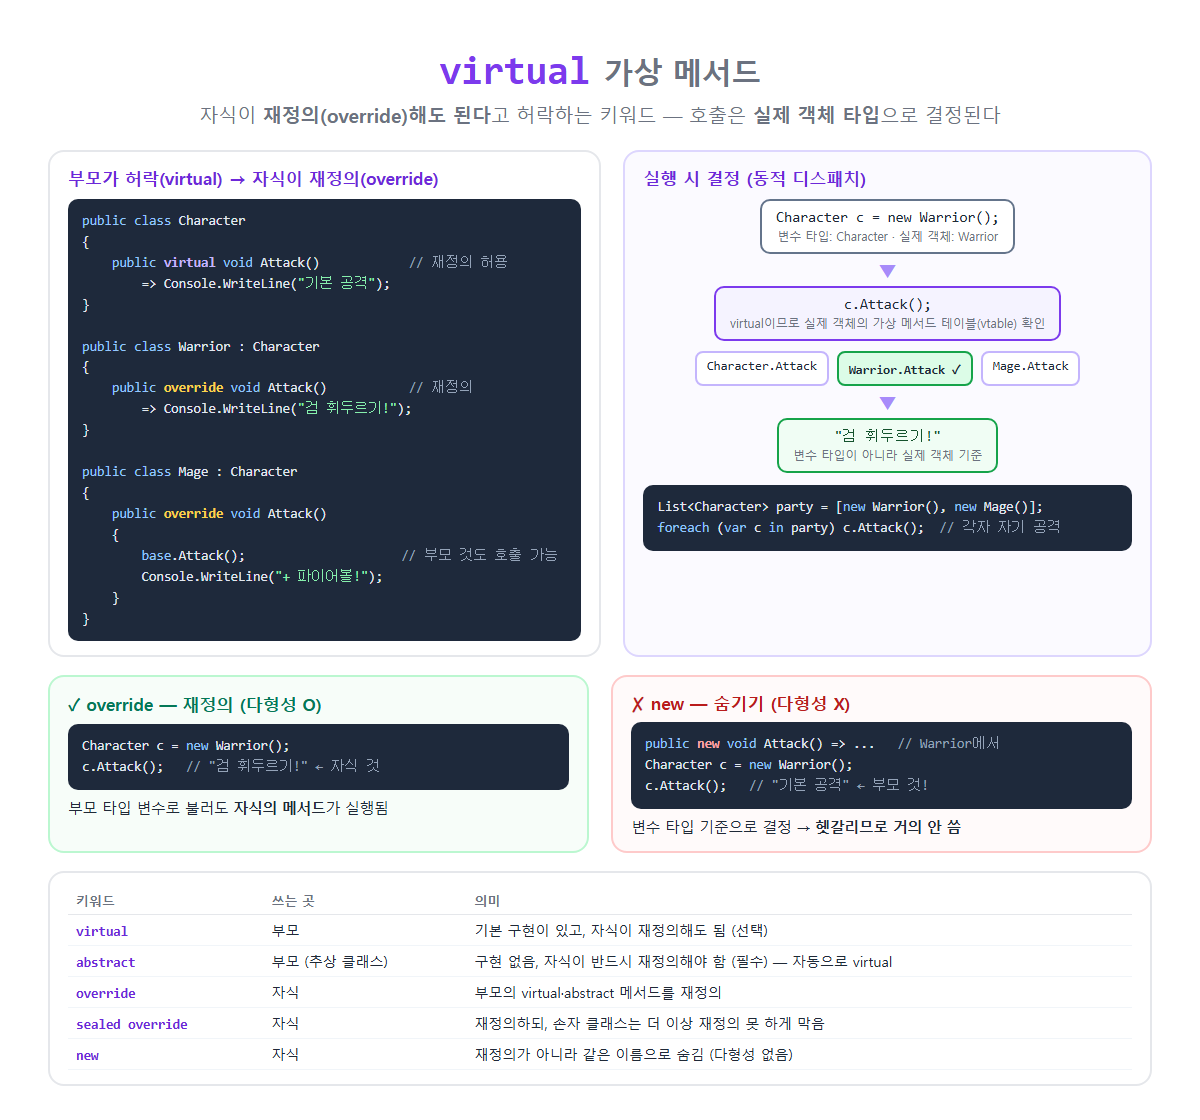 virtual 가상 메서드
자식이 재정의(override)해도 된다고 허락하는 키워드 — 호출은 실제 객체 타입으로 결정된다
부모가 허락(virtual) → 자식이 재정의(override)
public class Character
{
    public virtual void Attack()            // 재정의 허용
        => Console.WriteLine("기본 공격");
}
public class Warrior : Character
{
    public override void Attack()           // 재정의
        => Console.WriteLine("검 휘두르기!");
}
public class Mage : Character
{
    public override void Attack()
    {
        base.Attack();                     // 부모 것도 호출 가능
        Console.WriteLine("+ 파이어볼!");
    }
}
실행 시 결정 (동적 디스패치)
Character c = new Warrior();
변수 타입: Character · 실제 객체: Warrior
▼
c.Attack();
virtual이므로 실제 객체의 가상 메서드 테이블(vtable) 확인
Character.Attack
Warrior.Attack ✓
Mage.Attack
▼
"검 휘두르기!"
변수 타입이 아니라 실제 객체 기준
List<Character> party = [new Warrior(), new Mage()];
foreach (var c in party) c.Attack();  // 각자 자기 공격
✓ override — 재정의 (다형성 O)
Character c = new Warrior();
c.Attack();   // "검 휘두르기!" ← 자식 것
부모 타입 변수로 불러도 자식의 메서드가 실행됨
✗ new — 숨기기 (다형성 X)
public new void Attack() => ...   // Warrior에서
Character c = new Warrior();
c.Attack();   // "기본 공격" ← 부모 것!
변수 타입 기준으로 결정 → 헷갈리므로 거의 안 씀
키워드 쓰는 곳 의미
virtual 부모 기본 구현이 있고, 자식이 재정의해도 됨 (선택)
abstract 부모 (추상 클래스) 구현 없음, 자식이 반드시 재정의해야 함 (필수) — 자동으로 virtual
override 자식 부모의 virtual·abstract 메서드를 재정의
sealed override 자식 재정의하되, 손자 클래스는 더 이상 재정의 못 하게 막음
new 자식 재정의가 아니라 같은 이름으로 숨김 (다형성 없음)